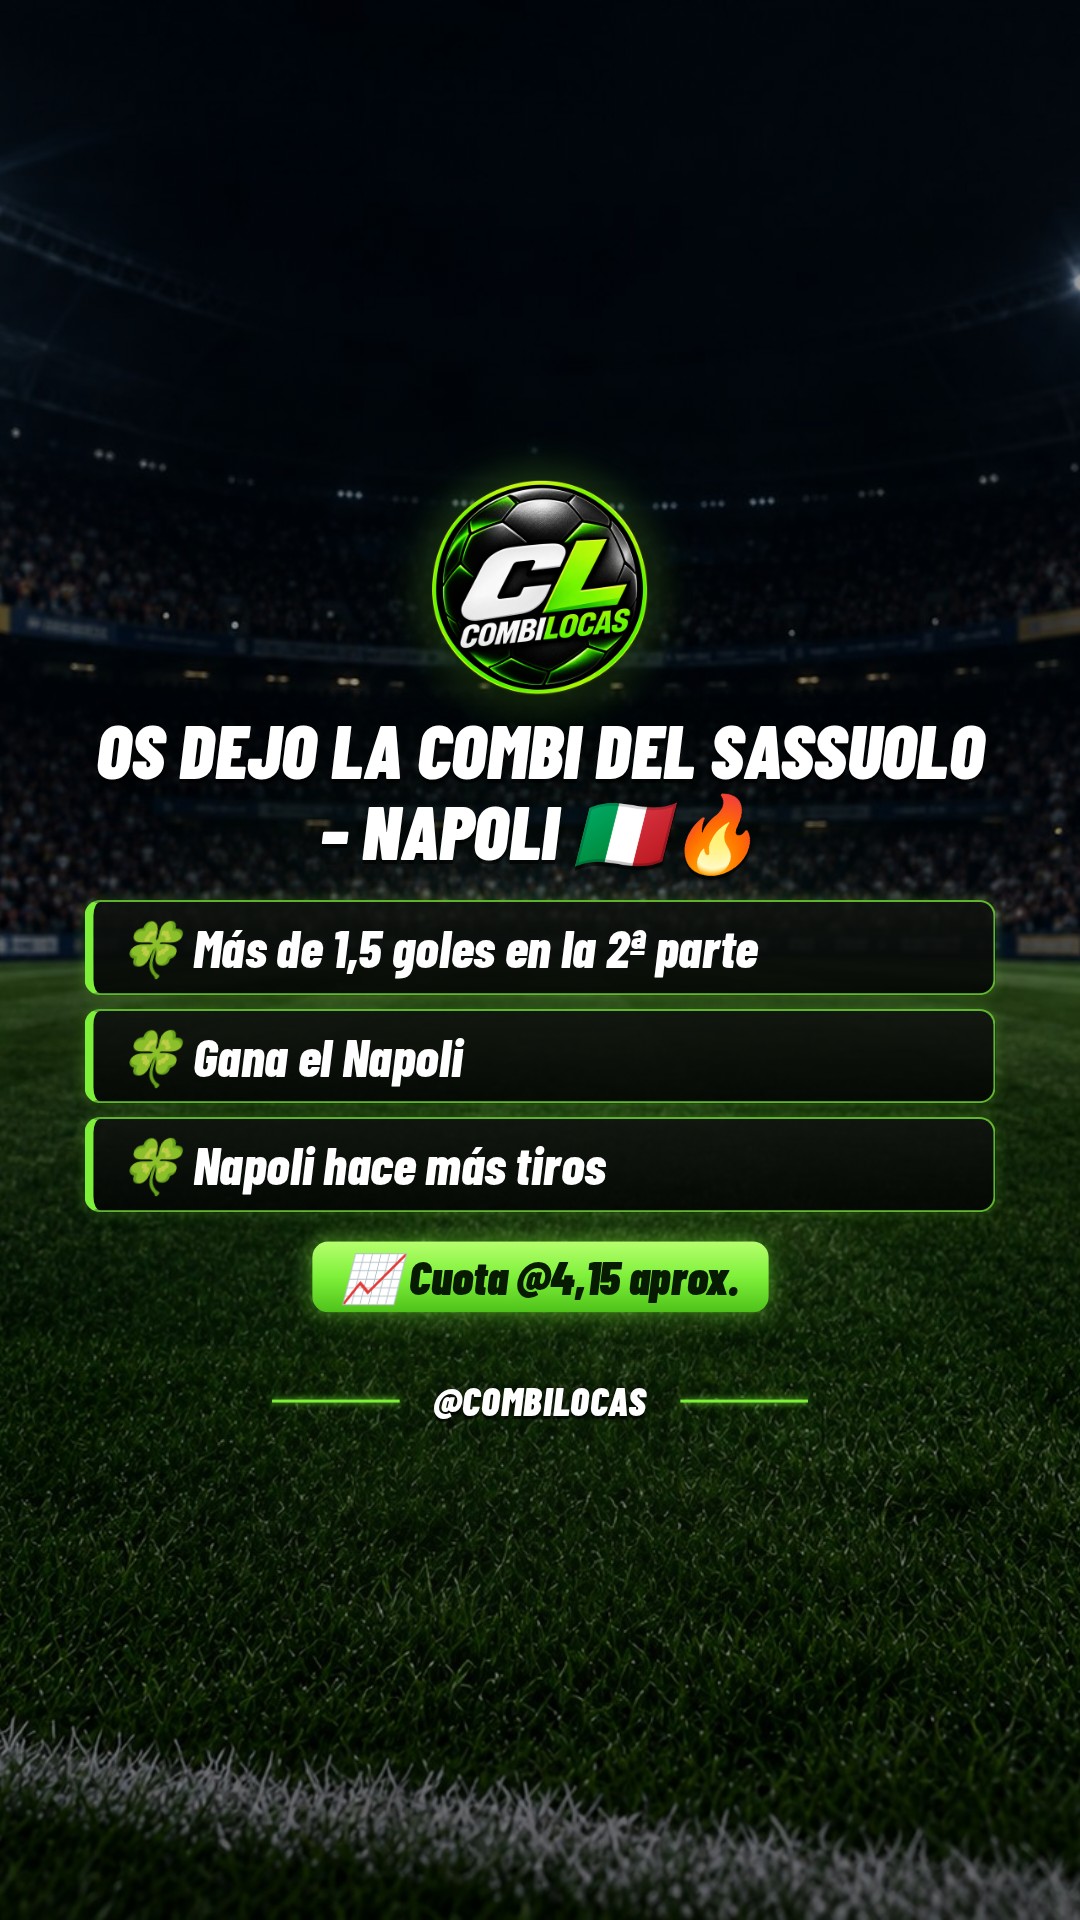 CL
COMBILOCAS
OS DEJO LA COMBI DEL SASSUOLO
- NAPOLI 🇮🇹🔥
🍀 Más de 1,5 goles en la 2ª parte
🍀 Gana el Napoli
🍀 Napoli hace más tiros
📈 Cuota @4,15 aprox.
@COMBILOCAS